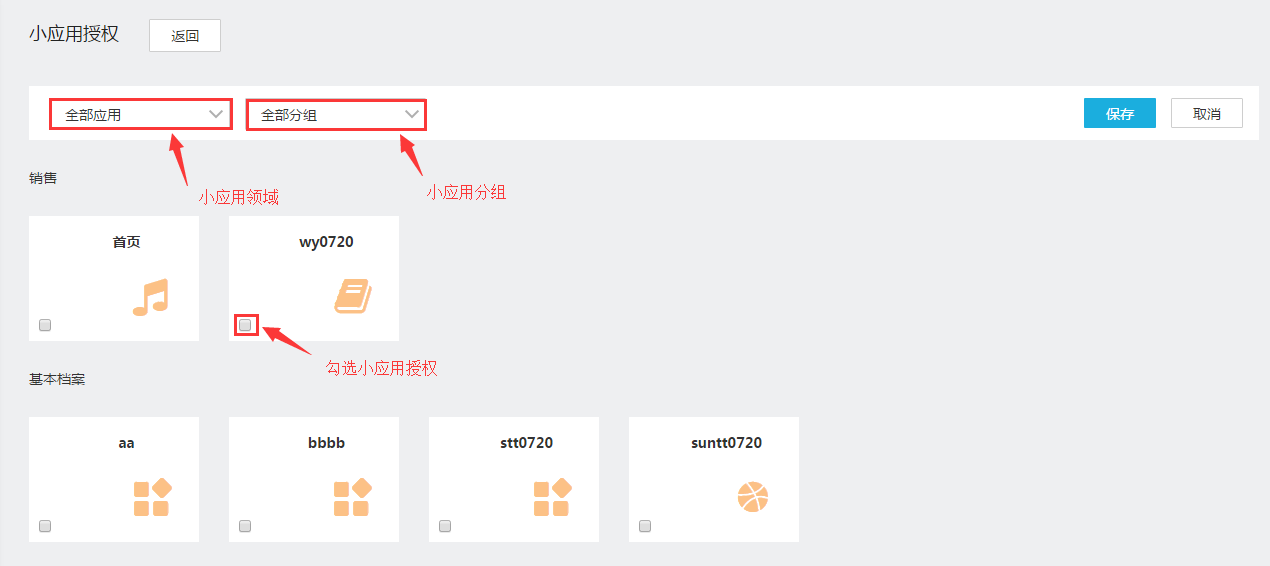 小应用授权
返回
全部应用
全部分组
保存
取消
销售
小应用领域
小应用分组
首页
wy0720
勾选小应用授权
基本档案
aa
bbbb
stt0720
suntt0720